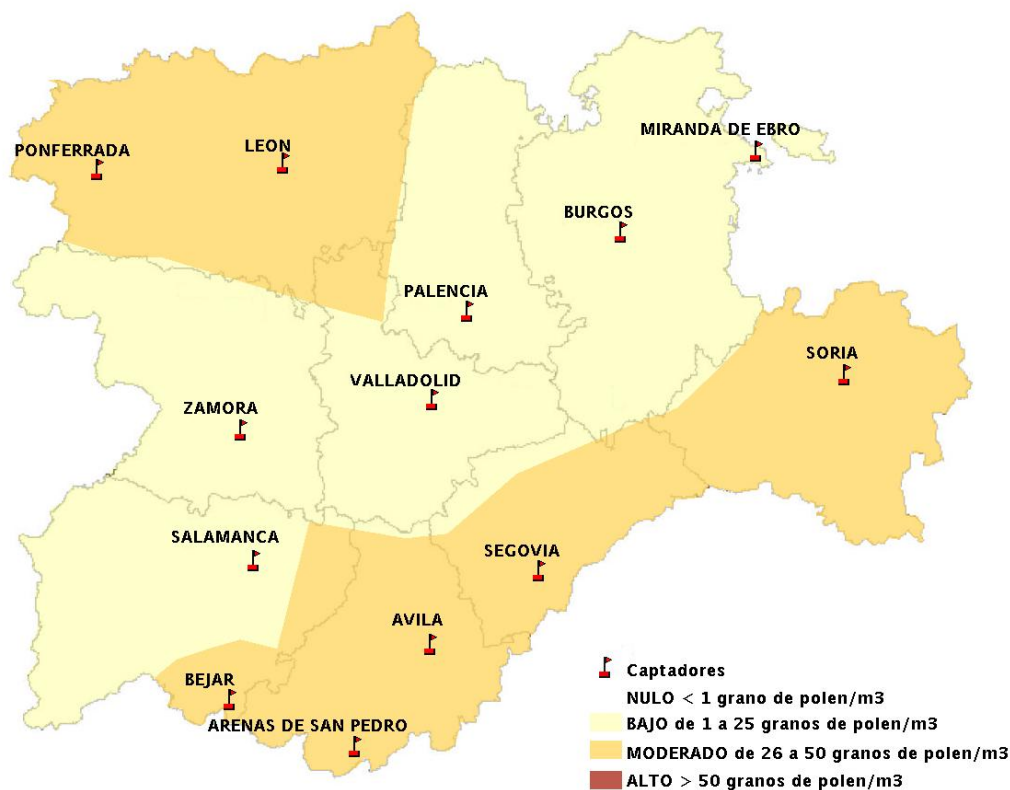 MIRANDA DE EBRO
PONFERRADA
LEON
BURGOS
PALENCIA
SORIA
VALLADOLID
ZAMORA
SALAMANCA
SEGOVIA
AVILA
BEJAR
ARENAS DE SAN PEDRO
Captadores
NULO < 1 grano de polen/m3
BAJO de 1 a 25 granos de polen/m3
MODERADO de 26 a 50 granos de polen/m3
ALTO > 50 granos de polen/m3